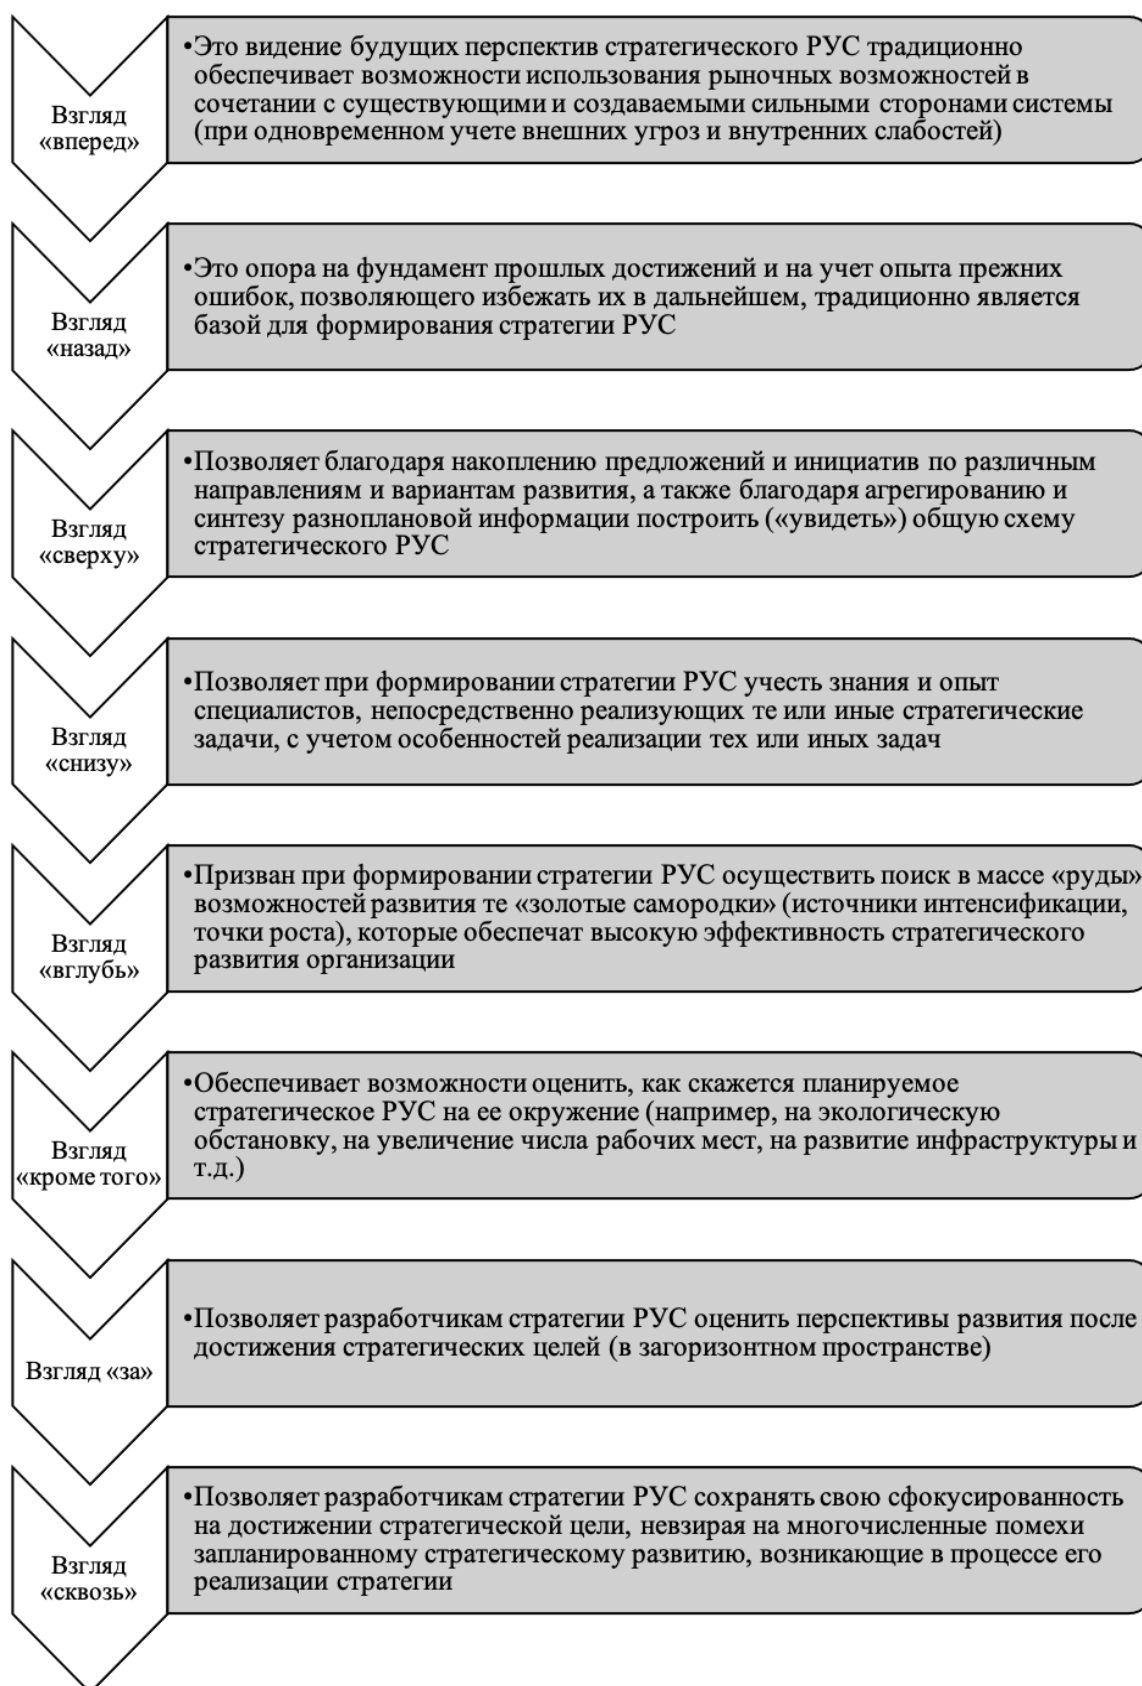 Взгляд
«вперед»
•Это видение будущих перспектив стратегического РУС традиционно
обеспечивает возможности использования рыночных возможностей в
сочетании с существующими и создаваемыми сильными сторонами системы
(при одновременном учете внешних угроз и внутренних слабостей)
Взгляд
«назад»
•Это опора на фундамент прошлых достижений и на учет опыта прежних
ошибок, позволяющего избежать их в дальнейшем, традиционно является
базой для формирования стратегии РУС
Взгляд
«сверху»
•Позволяет благодаря накоплению предложений и инициатив по различным
направлениям и вариантам развития, а также благодаря агрегированию и
синтезу разноплановой информации построить («увидеть») общую схему
стратегического РУС
Взгляд
«снизу»
•Позволяет при формировании стратегии РУС учесть знания и опыт
специалистов, непосредственно реализующих те или иные стратегические
задачи, с учетом особенностей реализации тех или иных задач
Взгляд
«вглубь»
•Призван при формировании стратегии РУС осуществить поиск в массе «руды»
возможностей развития те «золотые самородки» (источники интенсификации,
точки роста), которые обеспечат высокую эффективность стратегического
развития организации
Взгляд
«кроме того»
•Обеспечивает возможности оценить, как скажется планируемое
стратегическое РУС на ее окружение (например, на экологическую
обстановку, на увеличение числа рабочих мест, на развитие инфраструктуры и
т.д.)
Взгляд «за»
•Позволяет разработчикам стратегии РУС оценить перспективы развития после
достижения стратегических целей (в загоризонтном пространстве)
Взгляд
«сквозь»
•Позволяет разработчикам стратегии РУС сохранять свою сфокусированность
на достижении стратегической цели, невзирая на многочисленные помехи
запланированному стратегическому развитию, возникающие в процессе его
реализации стратегии